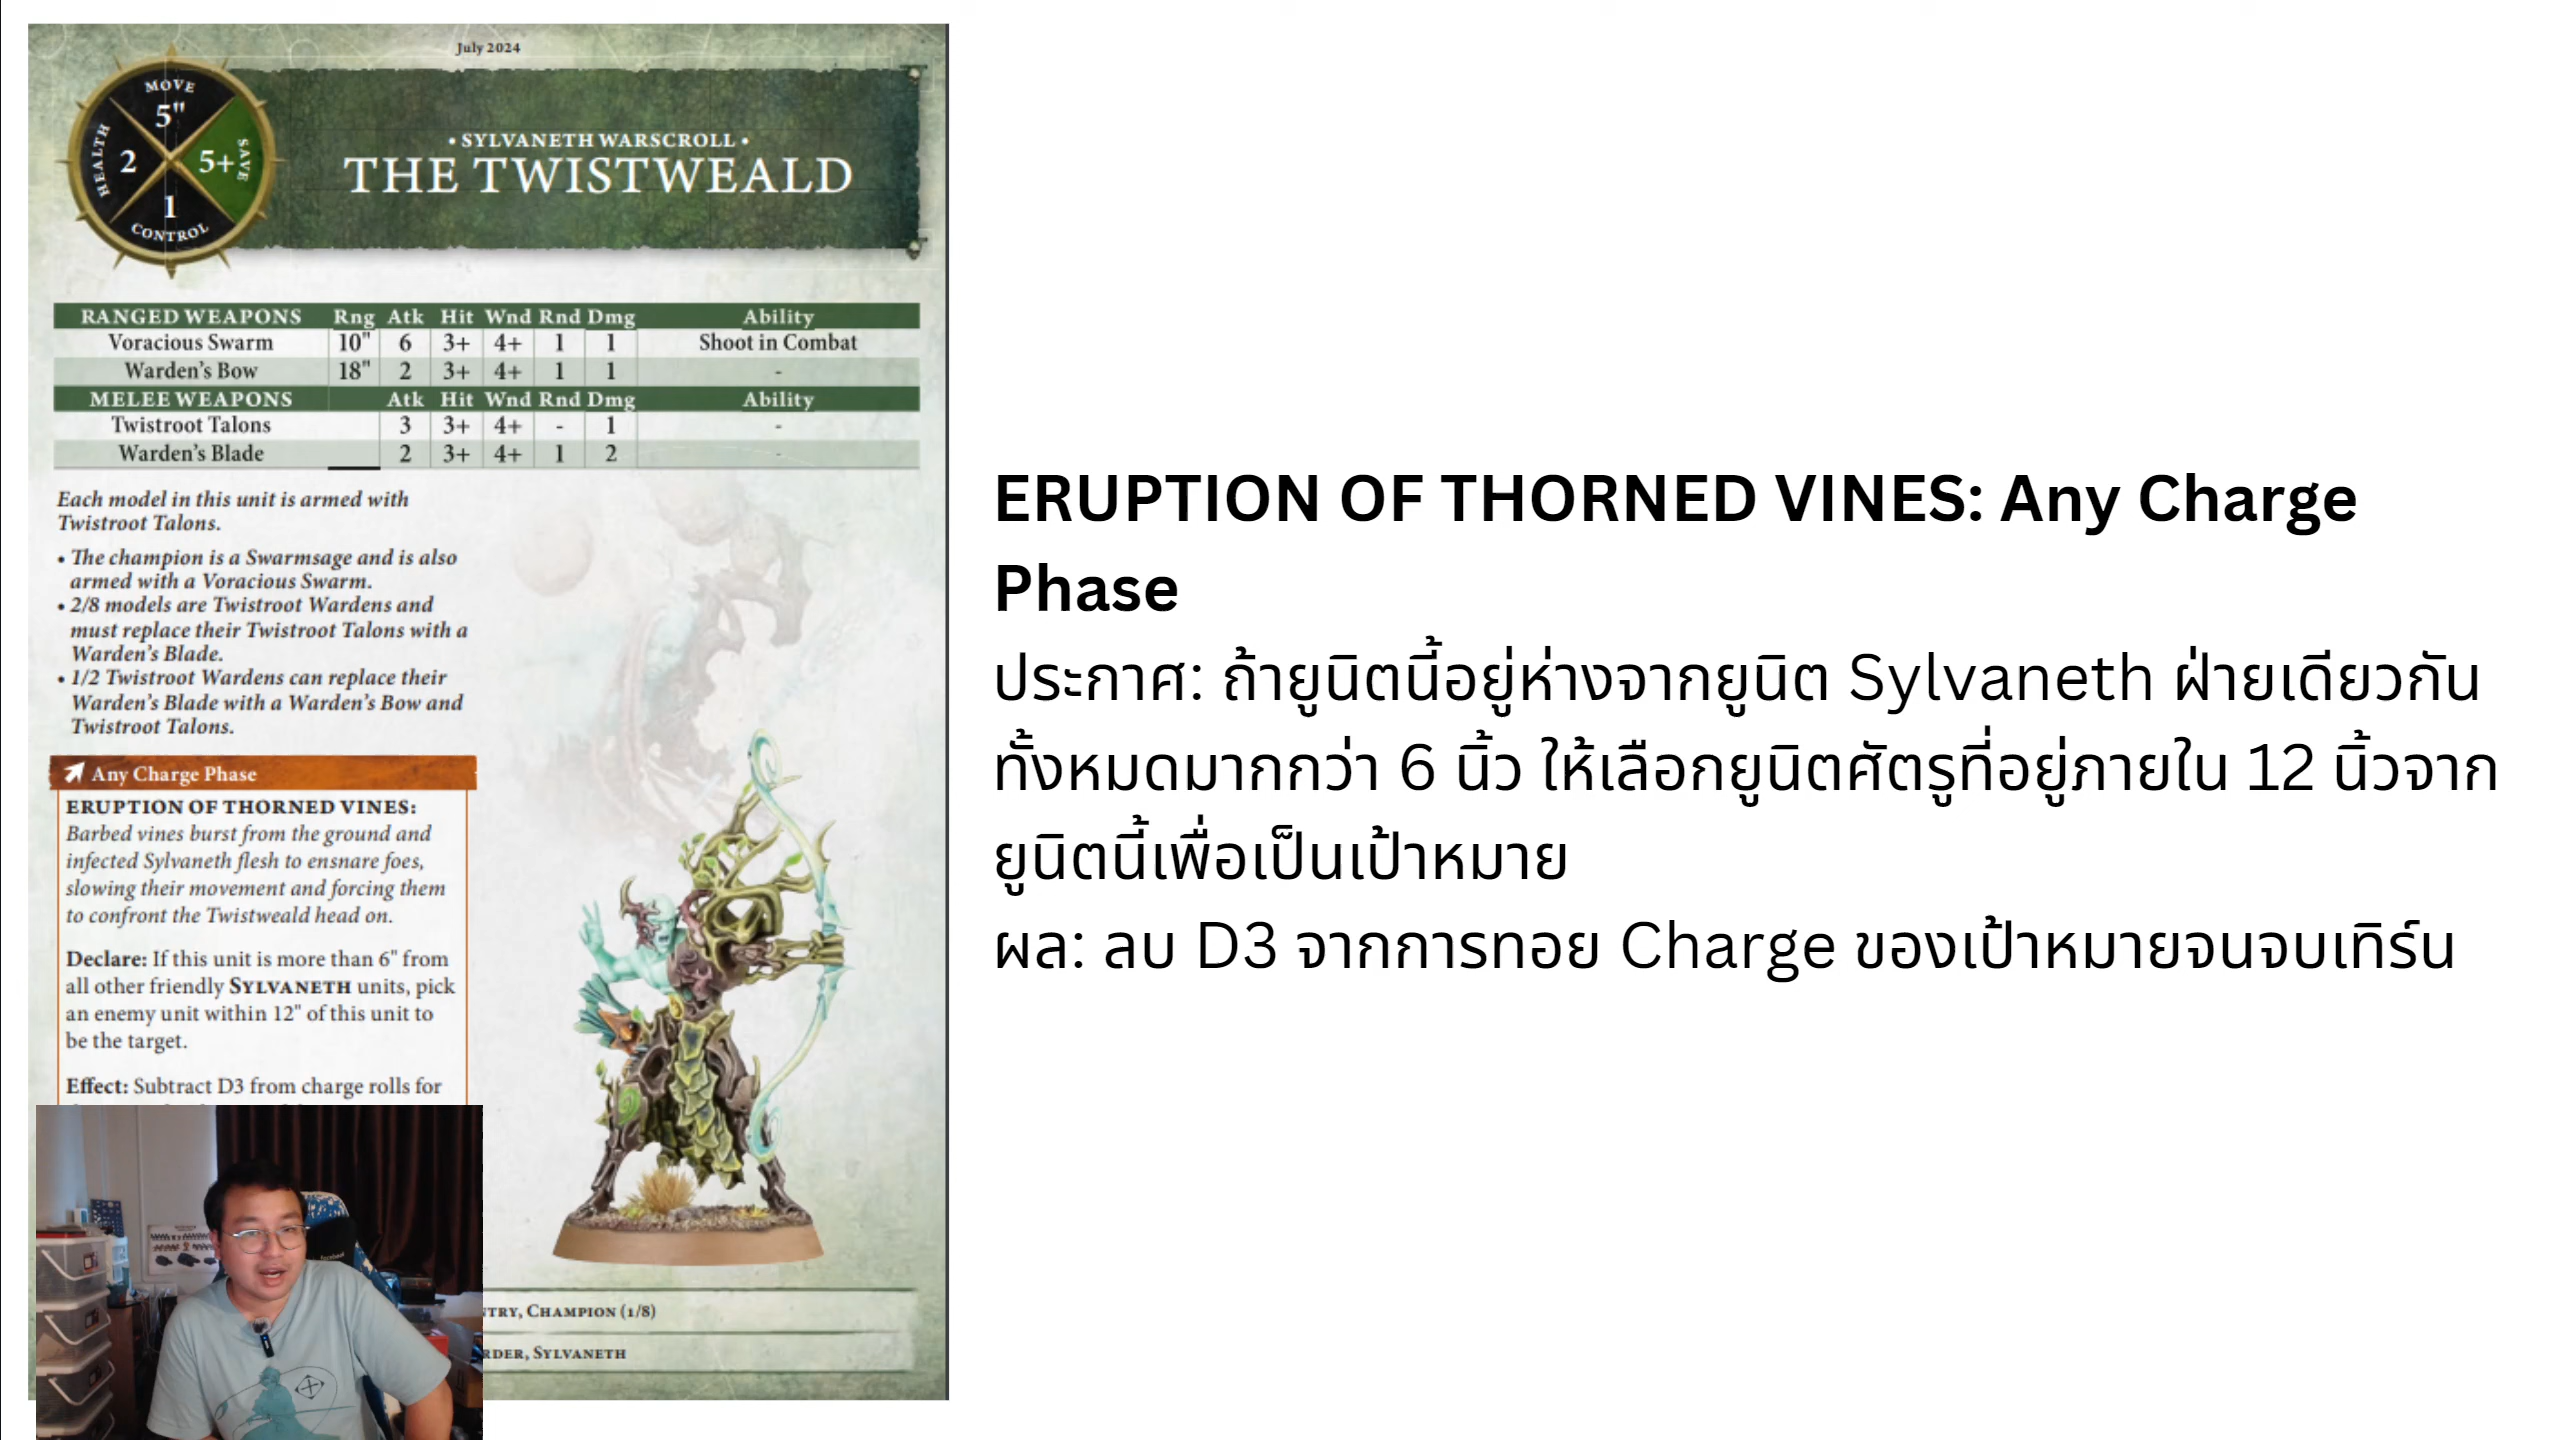 July 2024
MOVE
5"
HEALTH
2
5+
SAVE
1
CONTROL
• SYLVANETH WARSCROLL •
THE TWISTWEALD
RANGED WEAPONS Rng Atk Hit Wnd Rnd Dmg Ability
Voracious Swarm 10" 6 3+ 4+ 1 1 Shoot in Combat
Warden's Bow 18" 2 3+ 4+ 1 1 -
MELEE WEAPONS Atk Hit Wnd Rnd Dmg Ability
Twistroot Talons 3 3+ 4+ - 1 -
Warden's Blade 2 3+ 4+ 1 2 -
Each model in this unit is armed with
Twistroot Talons.
• The champion is a Swarmsage and is also
armed with a Voracious Swarm.
• 2/8 models are Twistroot Wardens and
must replace their Twistroot Talons with a
Warden's Blade.
• 1/2 Twistroot Wardens can replace their
Warden's Blade with a Warden's Bow and
Twistroot Talons.
Any Charge Phase
ERUPTION OF THORNED VINES:
Barbed vines burst from the ground and
infected Sylvaneth flesh to ensnare foes,
slowing their movement and forcing them
to confront the Twistweald head on.
Declare: If this unit is more than 6" from
all other friendly SYLVANETH units, pick
an enemy unit within 12" of this unit to
be the target.
Effect: Subtract D3 from charge rolls for
TRY, CHAMPION (1/8)
RDER, SYLVANETH
ERUPTION OF THORNED VINES: Any Charge
Phase
ประกาศ: ถ้ายูนิตนี้อยู่ห่างจากยูนิต Sylvaneth ฝ่ายเดียวกัน
ทั้งหมดมากกว่า 6 นิ้ว ให้เลือกยูนิตศัตรูที่อยู่ภายใน 12 นิ้วจาก
ยูนิตนี้เพื่อเป็นเป้าหมาย
ผล: ลบ D3 จากการทอย Charge ของเป้าหมายจนจบเทิร์น